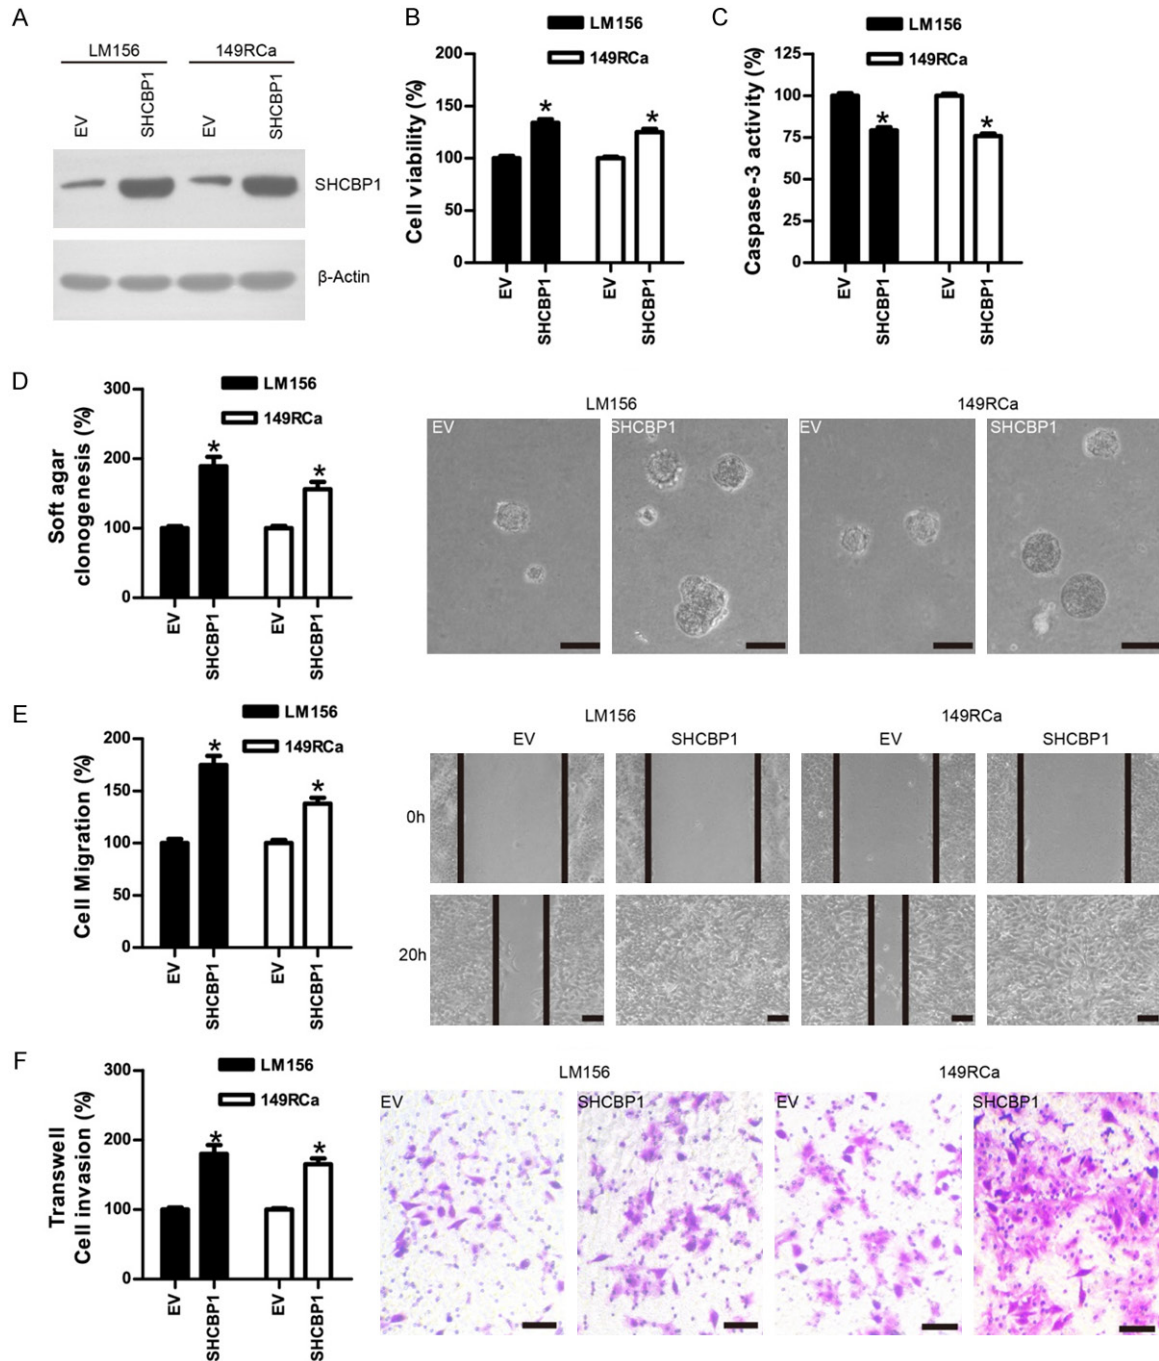 A
LM156 149RCa
EV SHCBP1 EV SHCBP1
SHCBP1
β-Actin
B
LM156
149RCa
Cell viability (%)
200
150
100
50
0
EV SHCBP1 EV SHCBP1
* *
C
LM156
149RCa
Caspase-3 activity (%)
125
100
75
50
25
0
EV SHCBP1 EV SHCBP1
* *
D
LM156
149RCa
Soft agar
clonogenesis (%)
300
200
100
0
EV SHCBP1 EV SHCBP1
* *
LM156 149RCa
EV SHCBP1 EV SHCBP1
E
LM156
149RCa
Cell Migration (%)
200
150
100
50
0
EV SHCBP1 EV SHCBP1
* *
LM156 149RCa
EV SHCBP1 EV SHCBP1
0h
20h
F
LM156
149RCa
Transwell
Cell invasion (%)
300
200
100
0
EV SHCBP1 EV SHCBP1
* *
LM156 149RCa
EV SHCBP1 EV SHCBP1